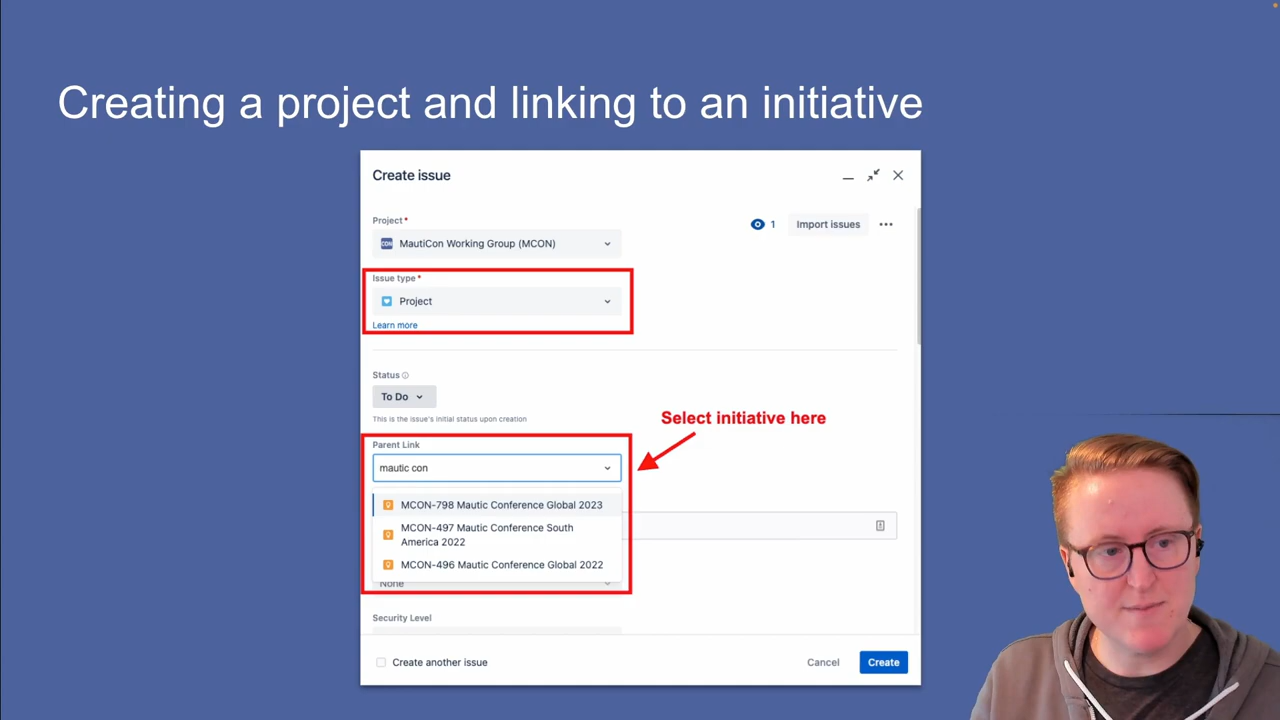 Creating a project and linking to an initiative
Create issue
Project*
1
Import issues
CON
MautiCon Working Group (MCON)
Issue type*
Project
Learn more
Status
To Do
This is the issue's initial status upon creation
Select initiative here
Parent Link
mautic con
MCON-798 Mautic Conference Global 2023
MCON-497 Mautic Conference South
America 2022
MCON-496 Mautic Conference Global 2022
None
Security Level
Create another issue
Cancel
Create